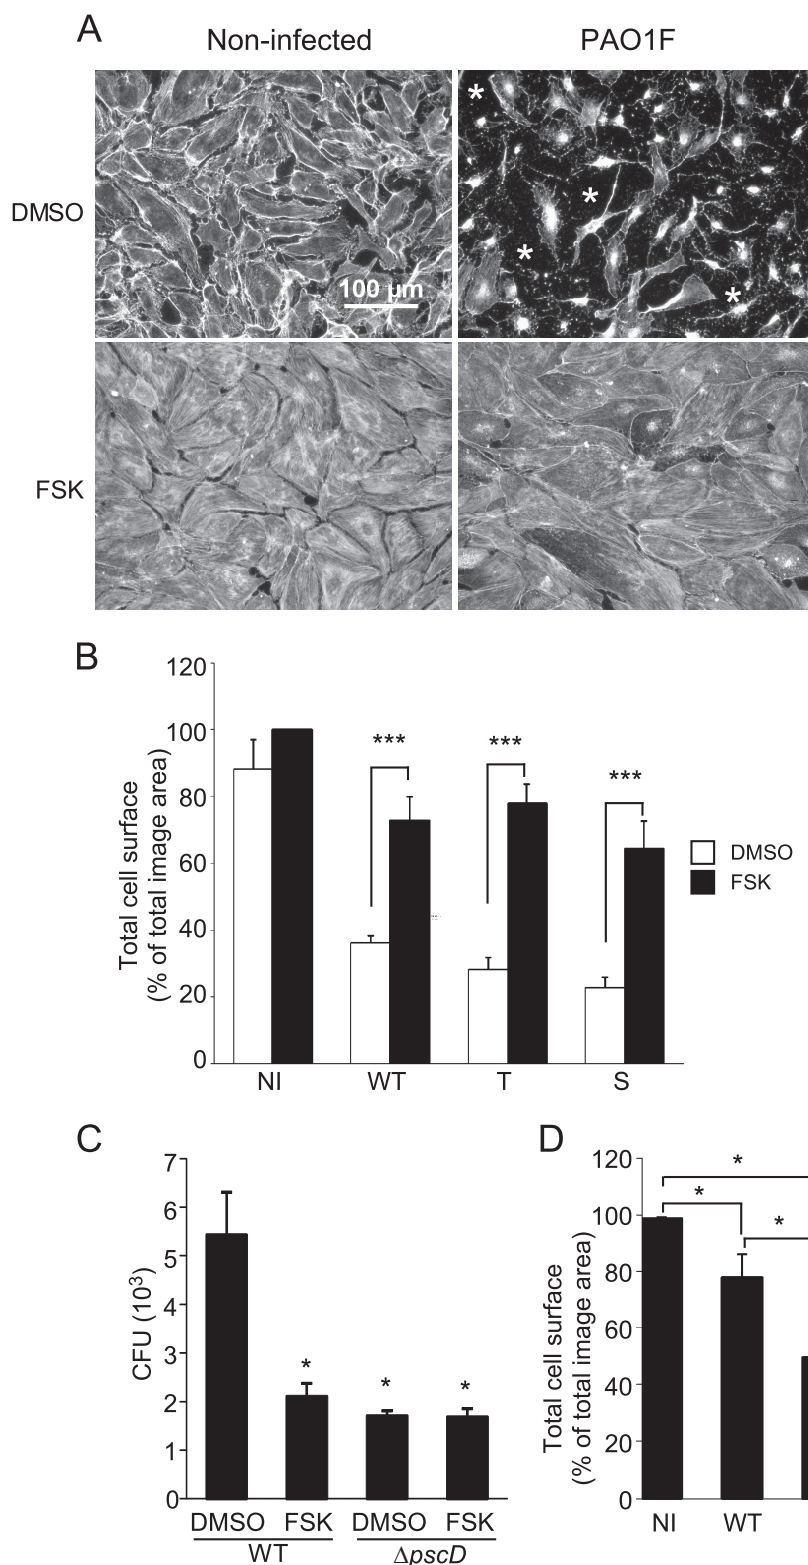 A
Non-infected
PAO1F
*
DMSO
*
*
100 µm
*
FSK
B
120
100
80
60
40
20
0
Total cell surface
(% of total image area)
***
***
***
DMSO
FSK
NI
WT
T
S
C
7
6
5
4
3
2
1
0
CFU (10³)
*
*
*
DMSO
FSK
DMSO
FSK
WT
ΔpscD
D
120
100
80
60
40
20
0
Total cell surface
(% of total image area)
*
*
*
NI
WT